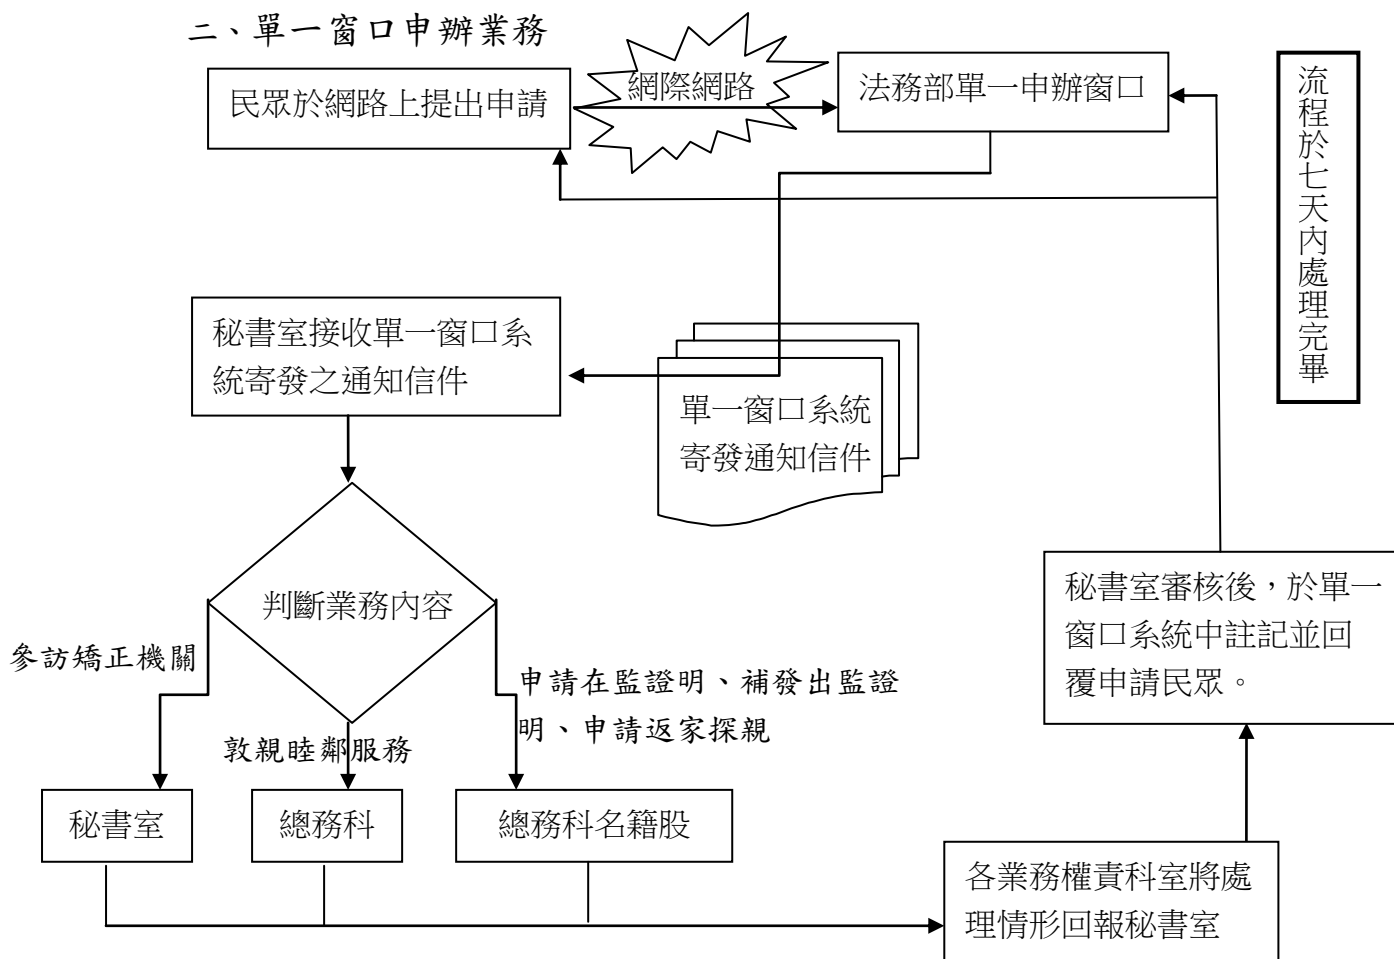 二、單一窗口申辦業務
民眾於網路上提出申請
網際網路
法務部單一申辦窗口
流程於七天內處理完畢
秘書室接收單一窗口系
統寄發之通知信件
單一窗口系統
寄發通知信件
判斷業務內容
參訪矯正機關
敦親睦鄰服務
申請在監證明、補發出監證
明、申請返家探親
秘書室
總務科
總務科名籍股
各業務權責科室將處
理情形回報秘書室
秘書室審核後，於單一
窗口系統中註記並回
覆申請民眾。